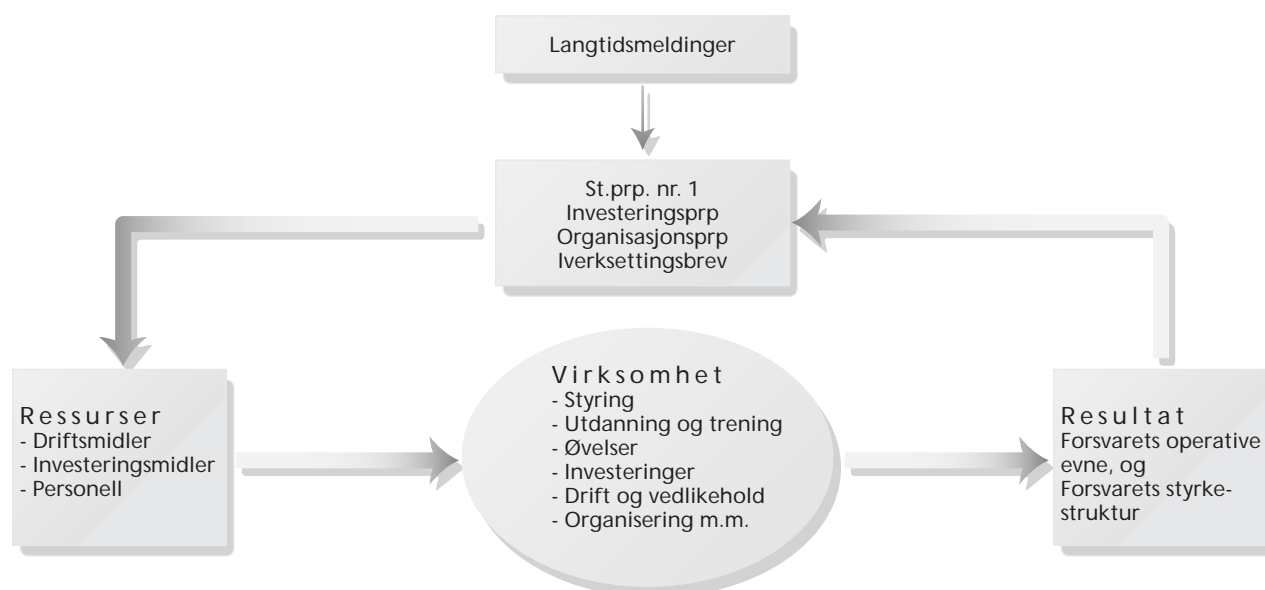 Langtidsmeldinger
St.prp. nr. 1
Investeringsprp
Organisasjonsprp
Iverksettingsbrev
Ressurser
- Driftsmidler
- Investeringsmidler
- Personell
Virksomhet
- Styring
- Utdanning og trening
- Øvelser
- Investeringer
- Drift og vedlikehold
- Organisering m.m.
Resultat
Forsvarets operative
evne, og
Forsvarets styrke-
struktur